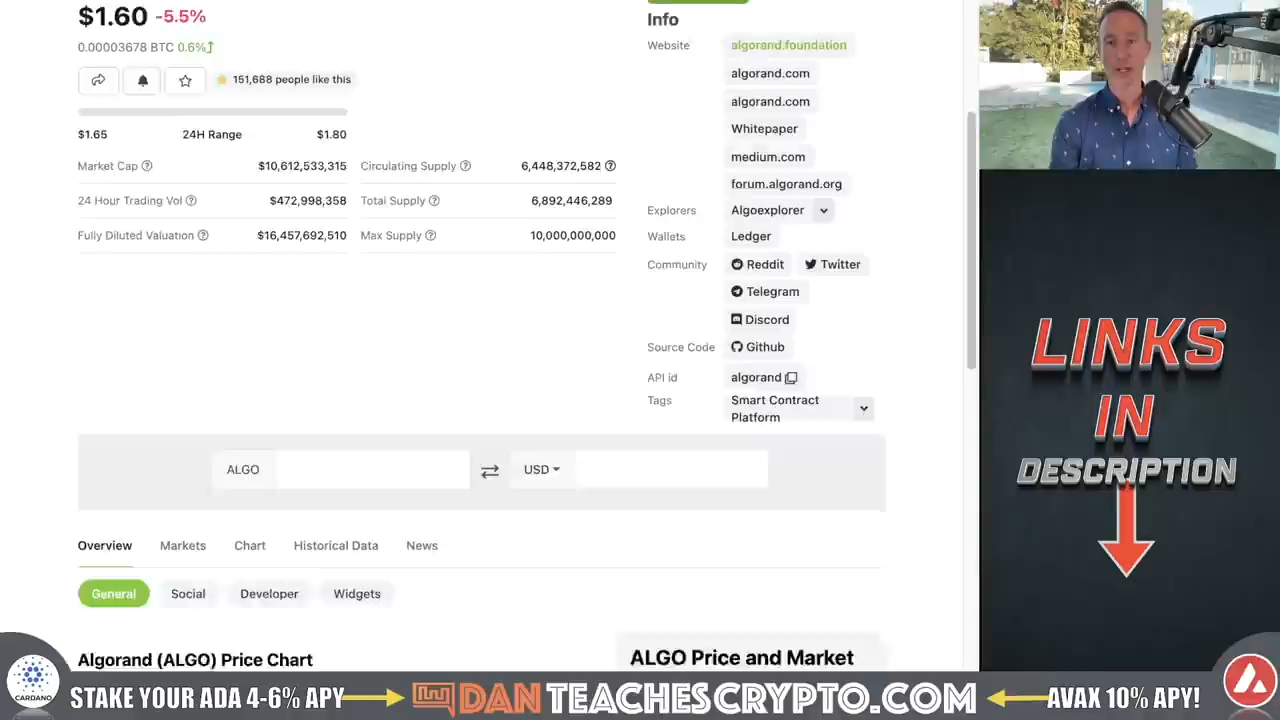 $1.60 -5.5%
0.00003678 BTC 0.6%
151,688 people like this
$1.65 24H Range $1.80
Market Cap $10,612,533,315
24 Hour Trading Vol $472,998,358
Fully Diluted Valuation $16,457,692,510
Circulating Supply 6,448,372,582
Total Supply 6,892,446,289
Max Supply 10,000,000,000
Info
Website algorand.foundation
algorand.com
algorand.com
Whitepaper
medium.com
forum.algorand.org
Explorers Algoexplorer
Wallets Ledger
Community Reddit Twitter
Telegram
Discord
Source Code Github
API id algorand
Tags Smart Contract
Platform
ALGO USD
Overview Markets Chart Historical Data News
General Social Developer Widgets
Algorand (ALGO) Price Chart
ALGO Price and Market
LINKS
IN
DESCRIPTION
CARDANO
STAKE YOUR ADA 4-6% APY
DANTEACHESCRYPTO.COM
AVAX 10% APY!